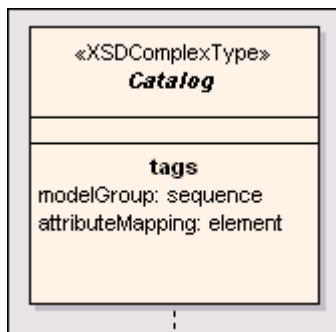 «XSDComplexType»
Catalog
tags
modelGroup: sequence
attributeMapping: element